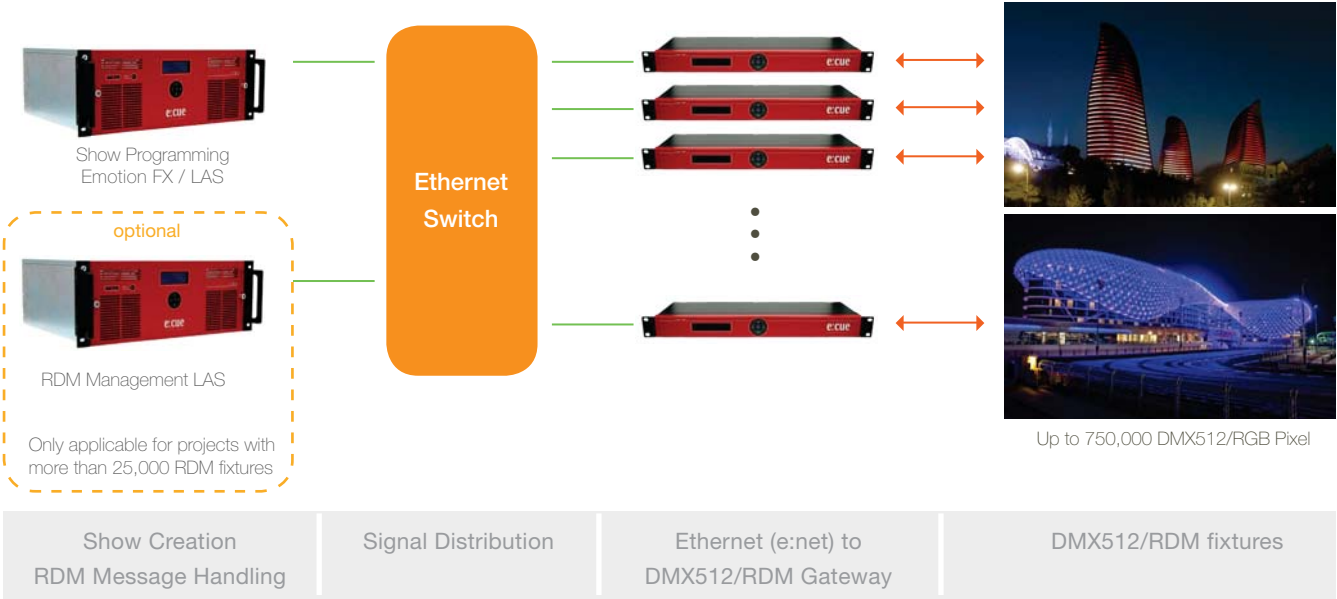 e:cue
Show Programming
Emotion FX / LAS
optional
e:cue
RDM Management LAS
Only applicable for projects with
more than 25,000 RDM fixtures
Ethernet
Switch
e:cue
e:cue
e:cue
e:cue
Up to 750,000 DMX512/RGB Pixel
Show Creation
RDM Message Handling
Signal Distribution
Ethernet (e:net) to
DMX512/RDM Gateway
DMX512/RDM fixtures